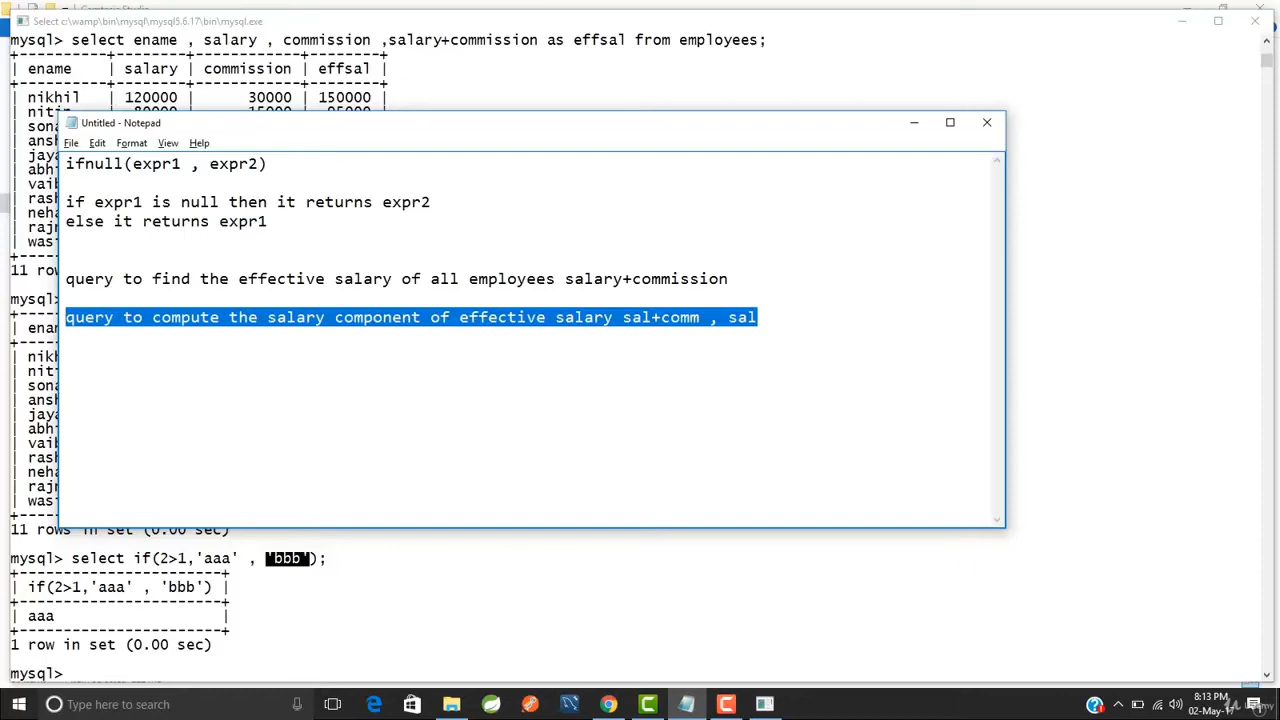 Select c:\wamp\bin\mysql\mysql5.6.17\bin\mysql.exe
mysql> select ename , salary , commission ,salary+commission as effsal from employees;
+----------+--------+------------+--------+
| ename | salary | commission | effsal |
| nikhil | 120000 | 30000 | 150000 |
Untitled - Notepad
File Edit Format View Help
ifnull(expr1 , expr2)
if expr1 is null then it returns expr2
else it returns expr1
query to find the effective salary of all employees salary+commission
query to compute the salary component of effective salary sal+comm , sal
11 rows in set (0.00 sec)
mysql> select if(2>1,'aaa' , 'bbb');
| if(2>1,'aaa' , 'bbb') |
| aaa |
1 row in set (0.00 sec)
mysql>
Type here to search
8:13 PM